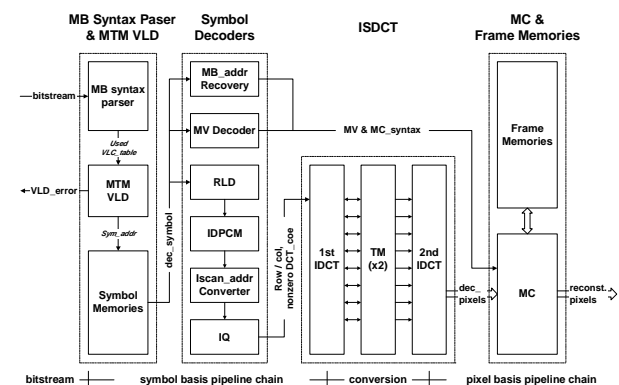 MB Syntax Paser
& MTM VLD
Symbol
Decoders
ISDCT
MC &
Frame Memories
bitstream
MB syntax
parser
Used
VLC_table
VLD_error
MTM
VLD
Sym_addr
Symbol
Memories
dec_symbol
MB_addr
Recovery
MV Decoder
RLD
IDPCM
Iscan_addr
Converter
IQ
MV & MC_syntax
Row / col,
nonzero DCT_coe
1st
IDCT
TM
(x2)
2nd
IDCT
dec_
pixels
Frame
Memories
MC
reconst.
pixels
bitstream
symbol basis pipeline chain
conversion
pixel basis pipeline chain